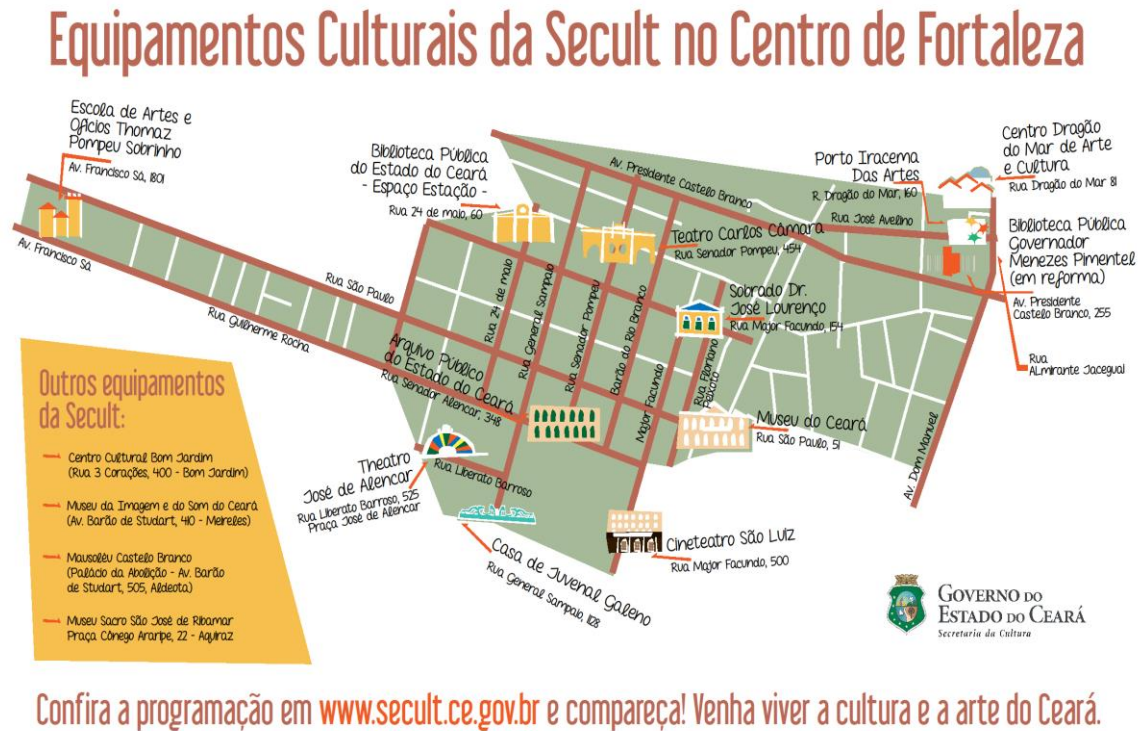 Equipamentos Culturais da Secult no Centro de Fortaleza
Escola de Artes e
Ofícios Thomaz
Pompeu Sobrinho
Av. Francisco Sá, 1801
Av. Francisco Sá
Rua Guilherme Rocha
Rua São Paulo
Biblioteca Pública
do Estado do Ceará
- Espaço Estação -
Rua 24 de maio, 60
Av. Presidente Castelo Branco
Teatro Carlos Câmara
Rua Senador Pompeu, 454
Porto Iracema
Das Artes
R. Dragão do Mar, 160
Rua José Avelino
Centro Dragão
do Mar de Arte
e Cultura
Rua Dragão do Mar 81
Biblioteca Pública
Governador
Menezes Pimentel
(em reforma)
Av. Presidente
Castelo Branco, 255
Rua
ALmirante Jacegual
Sobrado Dr.
José Lourenço
Rua Major Facundo, 154
Rua 24 de maio
Rua General Sampaio
Rua Senador Pompeu
Barão do Rio Branco
Major Facundo
Rua Floriano
Peixoto
Av. Dom Manuel
Arquivo Público
do Estado do Ceará
Rua Senador Alencar, 348
Museu do Ceará
Rua São Paulo, 51
Theatro
José de Alencar
Rua Liberato Barroso, 525
Praça José de Alencar
Rua Liberato Barroso
Casa de Juvenal Galeno
Rua General Sampaio, 1128
Cineteatro São Luiz
Rua Major Facundo, 500
Outros equipamentos
da Secult:
Centro Cultural Bom Jardim
(Rua 3 Corações, 400 - Bom Jardim)
Museu da Imagem e do Som do Ceará
(Av. Barão de Studart, 410 - Meireles)
Mausoléu Castello Branco
(Palácio da Abolição - Av. Barão
de Studart, 505, Aldeota)
Museu Sacro São José de Ribamar
Praça Cônego Araripe, 22 - Aquiraz
GOVERNO DO
ESTADO DO CEARÁ
Secretaria da Cultura
Confira a programação em www.secult.ce.gov.br e compareça! Venha viver a cultura e a arte do Ceará.